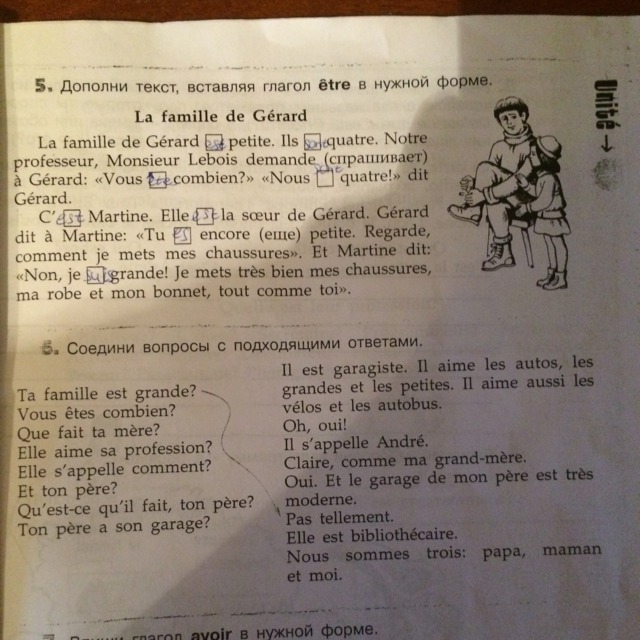 5. Дополни текст, вставляя глагол être в нужной форме.
La famille de Gérard
La famille de Gérard est petite. Ils sont quatre. Notre
professeur, Monsieur Lebois demande (спрашивает)
à Gérard: «Vous combien?» «Nous quatre!» dit
Gérard.
C'est Martine. Elle est la sœur de Gérard. Gérard
dit à Martine: «Tu es encore (еще) petite. Regarde,
comment je mets mes chaussures». Et Martine dit:
«Non, je suis grande! Je mets très bien mes chaussures,
ma robe et mon bonnet, tout comme toi».
Unité →
6. Соедини вопросы с подходящими ответами.
Ta famille est grande?
Vous êtes combien?
Que fait ta mère?
Elle aime sa profession?
Elle s'appelle comment?
Et ton père?
Qu'est-ce qu'il fait, ton père?
Ton père a son garage?
Il est garagiste. Il aime les autos, les
grandes et les petites. Il aime aussi les
vélos et les autobus.
Oh, oui!
Il s'appelle André.
Claire, comme ma grand-mère.
Oui. Et le garage de mon père est très
moderne.
Pas tellement.
Elle est bibliothécaire.
Nous sommes trois: papa, maman
et moi.
глагол avoir в нужной форме.